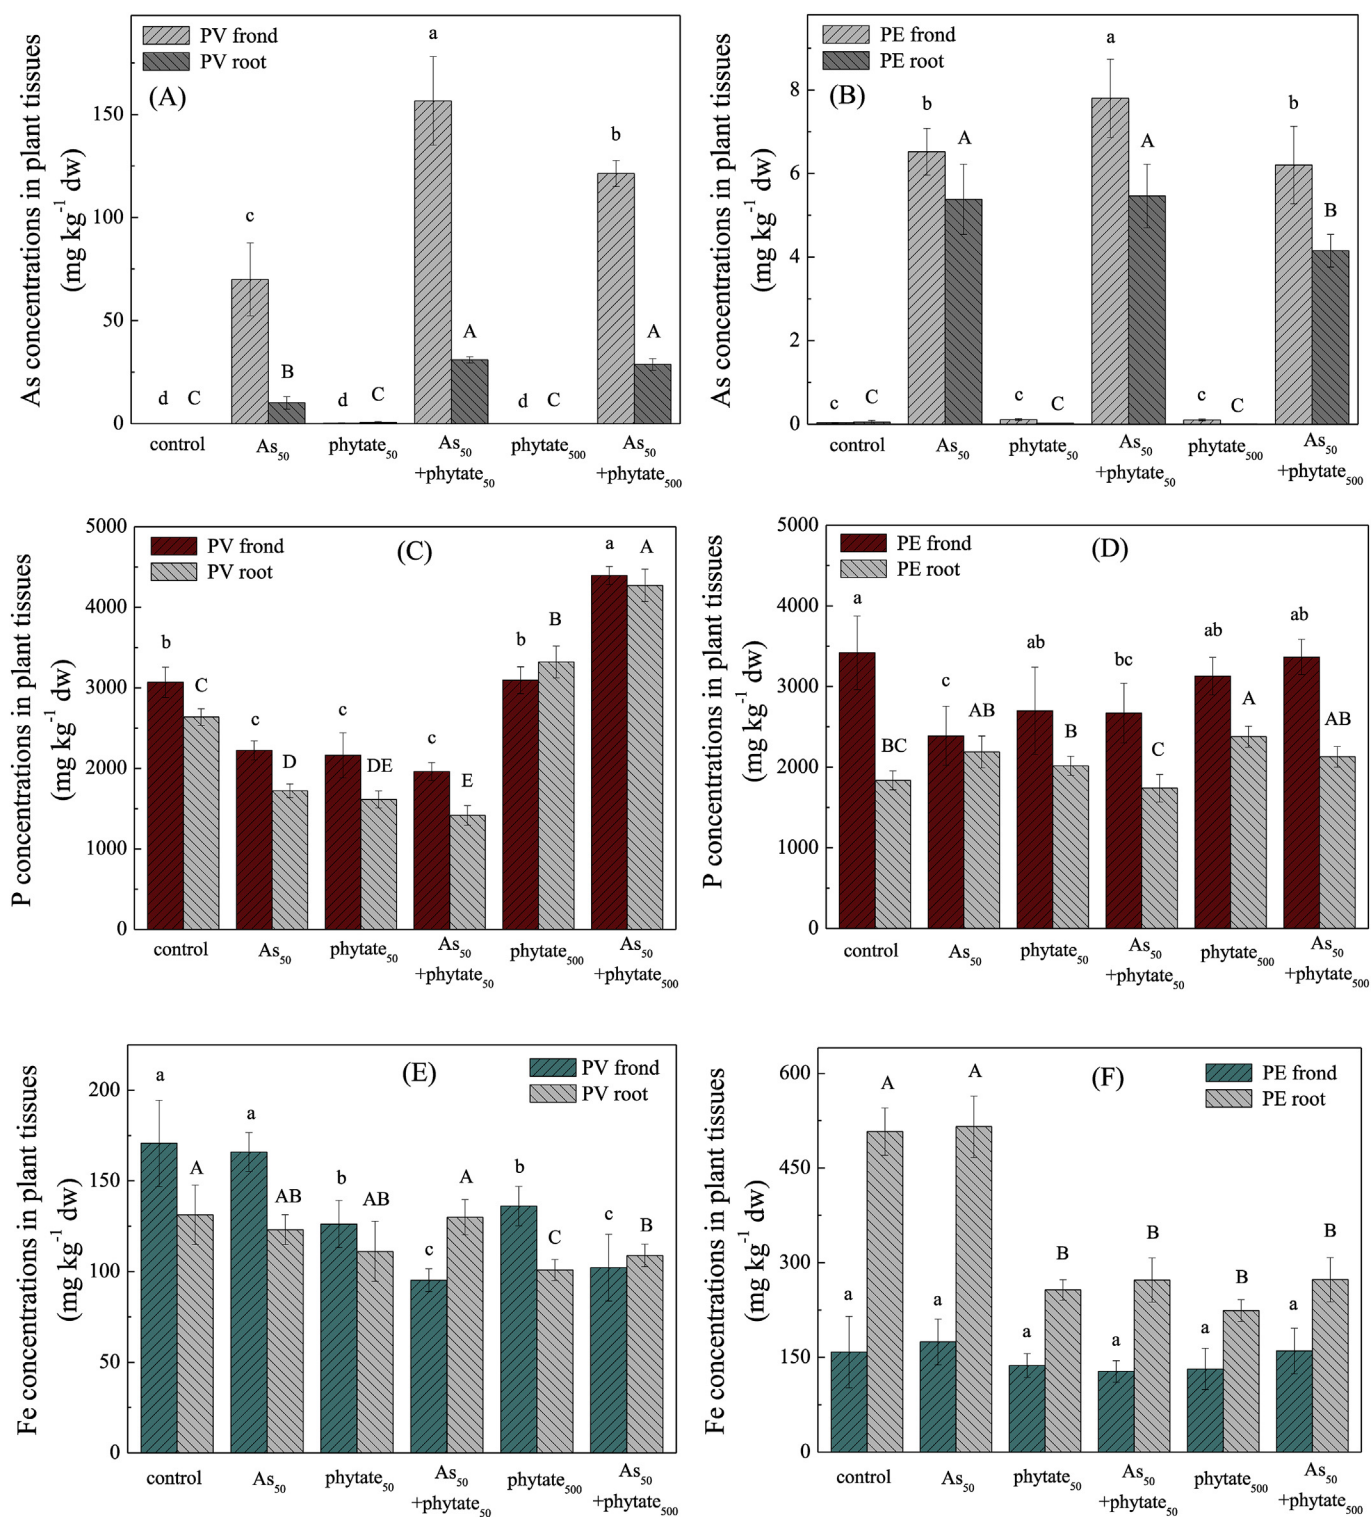 As concentrations in plant tissues
(mg kg⁻¹ dw)
PV frond
PV root
(A)
150
100
50
0
d C
c
B
d C
a
A
d C
b
A
control
As₅₀
phytate₅₀
As₅₀
+phytate₅₀
phytate₅₀₀
As₅₀
+phytate₅₀₀
As concentrations in plant tissues
(mg kg⁻¹ dw)
PE frond
PE root
(B)
8
6
4
2
0
c C
b
A
c C
a
A
c C
b
B
control
As₅₀
phytate₅₀
As₅₀
+phytate₅₀
phytate₅₀₀
As₅₀
+phytate₅₀₀
P concentrations in plant tissues
(mg kg⁻¹ dw)
PV frond
PV root
(C)
5000
4000
3000
2000
1000
0
b
C
c
D
c
DE
c
E
b
B
a
A
control
As₅₀
phytate₅₀
As₅₀
+phytate₅₀
phytate₅₀₀
As₅₀
+phytate₅₀₀
P concentrations in plant tissues
(mg kg⁻¹ dw)
PE frond
PE root
(D)
5000
4000
3000
2000
1000
0
a
BC
c
AB
ab
B
bc
C
ab
A
ab
AB
control
As₅₀
phytate₅₀
As₅₀
+phytate₅₀
phytate₅₀₀
As₅₀
+phytate₅₀₀
Fe concentrations in plant tissues
(mg kg⁻¹ dw)
(E)
PV frond
PV root
200
150
100
50
0
a
A
a
AB
b
AB
c
A
b
C
c
B
control
As₅₀
phytate₅₀
As₅₀
+phytate₅₀
phytate₅₀₀
As₅₀
+phytate₅₀₀
Fe concentrations in plant tissues
(mg kg⁻¹ dw)
(F)
PE frond
PE root
600
450
300
150
0
a
A
a
A
a
B
a
B
a
B
a
B
control
As₅₀
phytate₅₀
As₅₀
+phytate₅₀
phytate₅₀₀
As₅₀
+phytate₅₀₀